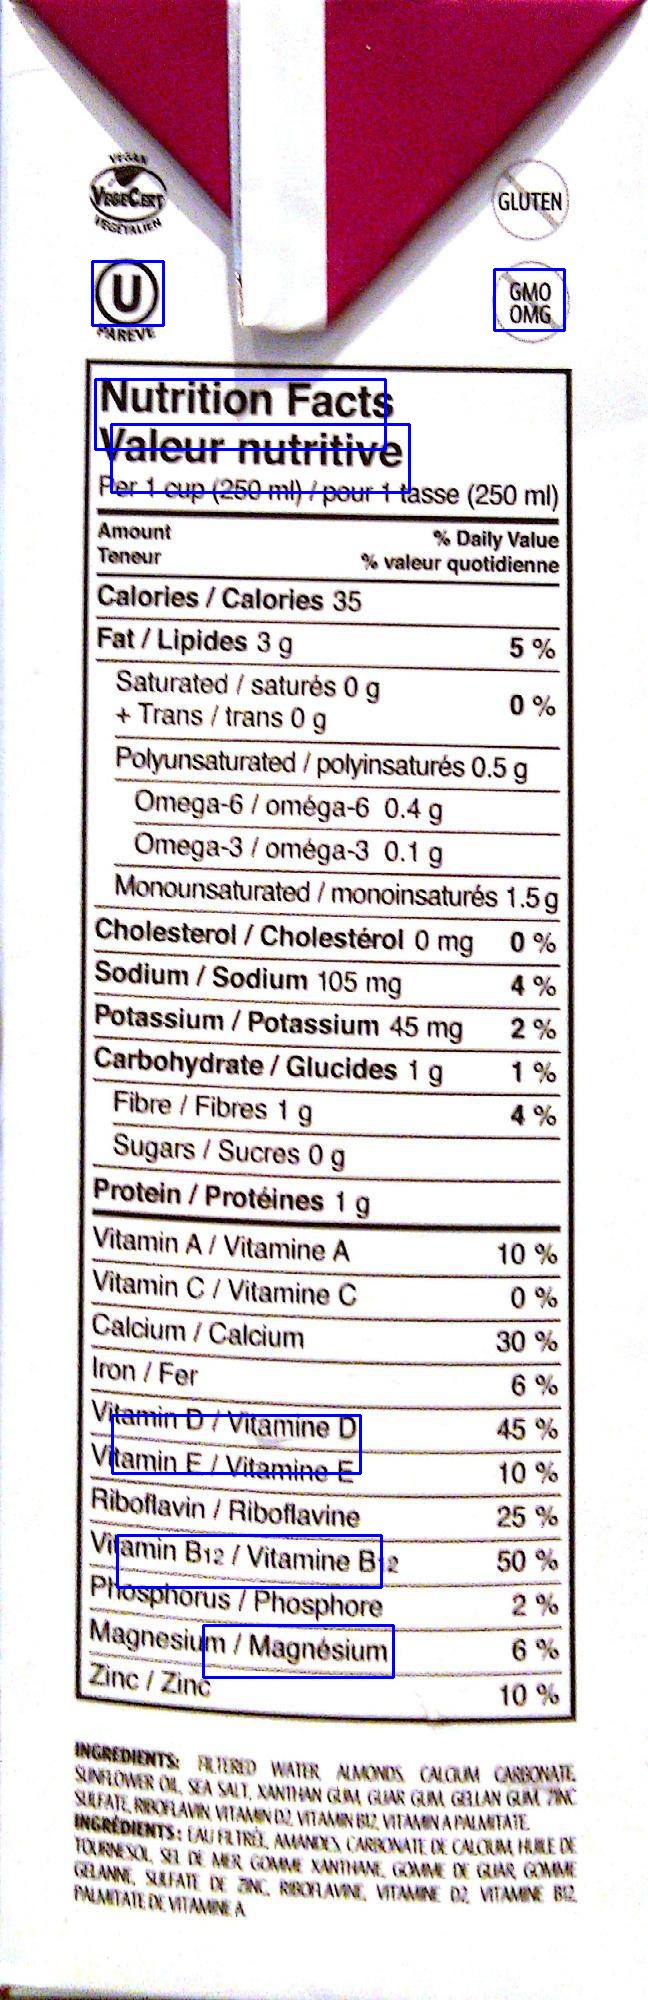 VEGAN
VEGECERT
VEGETALIEN
GLUTEN
U
PAREVE
GMO
OMG
Nutrition Facts
Valeur nutritive
Per 1 cup (250 ml) / pour 1 tasse (250 ml)
Amount % Daily Value
Teneur % valeur quotidienne
Calories / Calories 35
Fat / Lipides 3 g 5 %
Saturated / saturés 0 g
+ Trans / trans 0 g 0 %
Polyunsaturated / polyinsaturés 0.5 g
Omega-6 / oméga-6 0.4 g
Omega-3 / oméga-3 0.1 g
Monounsaturated / monoinsaturés 1.5 g
Cholesterol / Cholestérol 0 mg 0 %
Sodium / Sodium 105 mg 4 %
Potassium / Potassium 45 mg 2 %
Carbohydrate / Glucides 1 g 1 %
Fibre / Fibres 1 g 4 %
Sugars / Sucres 0 g
Protein / Protéines 1 g
Vitamin A / Vitamine A 10 %
Vitamin C / Vitamine C 0 %
Calcium / Calcium 30 %
Iron / Fer 6 %
Vitamin D / Vitamine D 45 %
Vitamin E / Vitamine E 10 %
Riboflavin / Riboflavine 25 %
Vitamin B12 / Vitamine B12 50 %
Phosphorus / Phosphore 2 %
Magnesium / Magnésium 6 %
Zinc / Zinc 10 %
INGREDIENTS: FILTERED WATER, ALMONDS, CALCIUM CARBONATE,
SUNFLOWER OIL, SEA SALT, XANTHAN GUM, GUAR GUM, GELLAN GUM, ZINC
SULFATE, RIBOFLAVIN, VITAMIN D2, VITAMIN B12, VITAMIN A PALMITATE.
INGRÉDIENTS : EAU FILTRÉE, AMANDES, CARBONATE DE CALCIUM, HUILE DE
TOURNESOL, SEL DE MER, GOMME XANTHANE, GOMME DE GUAR, GOMME
GELANNE, SULFATE DE ZINC, RIBOFLAVINE, VITAMINE D2, VITAMINE B12,
PALMITATE DE VITAMINE A.